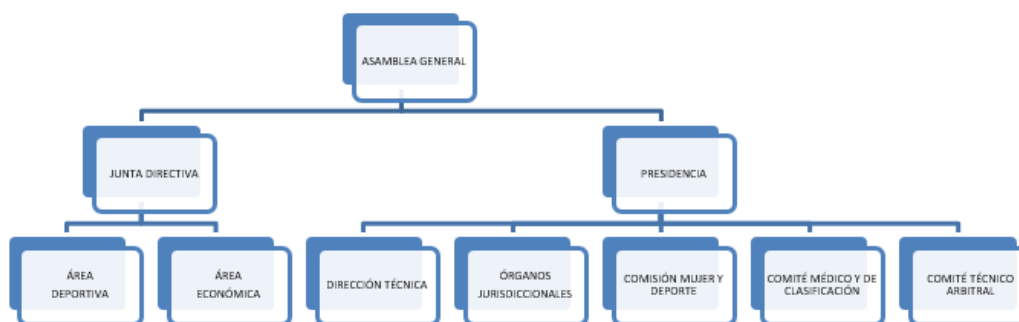 ASAMBLEA GENERAL
JUNTA DIRECTIVA
PRESIDENCIA
ÁREA
DEPORTIVA
ÁREA
ECONÓMICA
DIRECCIÓN TÉCNICA
ÓRGANOS
JURISDICCIONALES
COMISIÓN MUJER Y
DEPORTE
COMITÉ MÉDICO Y DE
CLASIFICACIÓN
COMITÉ TÉCNICO
ARBITRAL